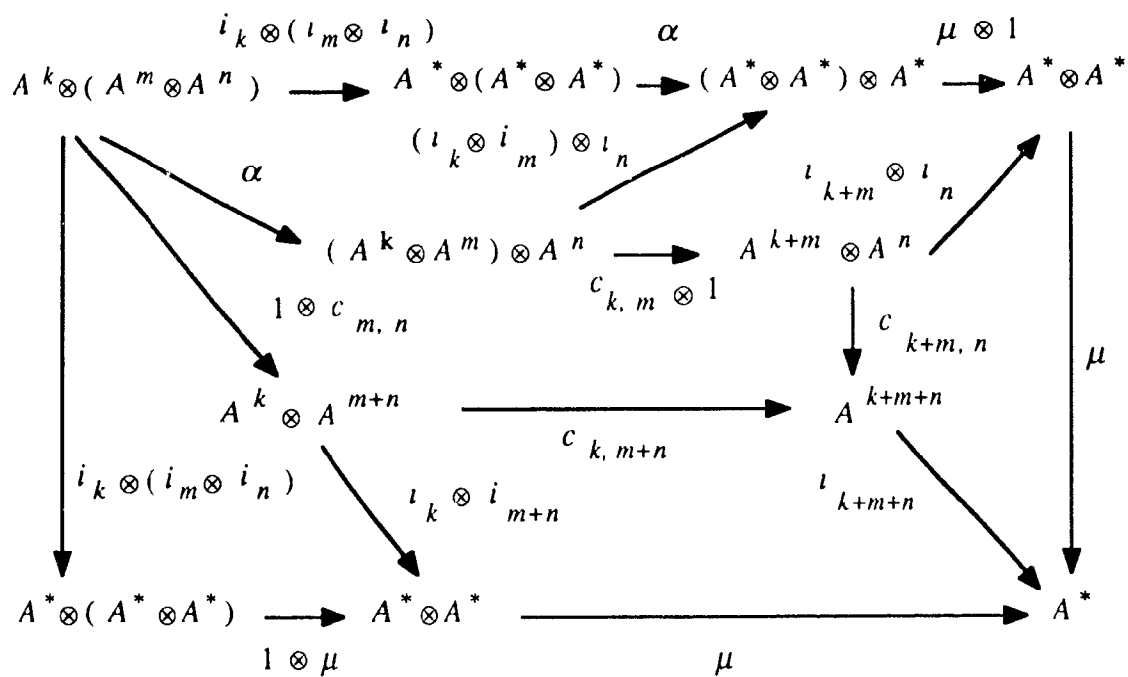 i_k ⊗ ( ι_m ⊗ ι_n )   α   μ ⊗ 1
A^k ⊗ ( A^m ⊗ A^n )   A^* ⊗ ( A^* ⊗ A^* )   ( A^* ⊗ A^* ) ⊗ A^*   A^* ⊗ A^*
( ι_k ⊗ i_m ) ⊗ ι_n
α   ι_{k+m} ⊗ ι_n
( A^k ⊗ A^m ) ⊗ A^n   A^{k+m} ⊗ A^n
1 ⊗ c_{m, n}   c_{k, m} ⊗ 1
c_{k+m, n}   μ
A^k ⊗ A^{m+n}   A^{k+m+n}
c_{k, m+n}
i_k ⊗ ( i_m ⊗ i_n )   ι_k ⊗ i_{m+n}   ι_{k+m+n}
A^* ⊗ ( A^* ⊗ A^* )   A^* ⊗ A^*   A^*
1 ⊗ μ   μ